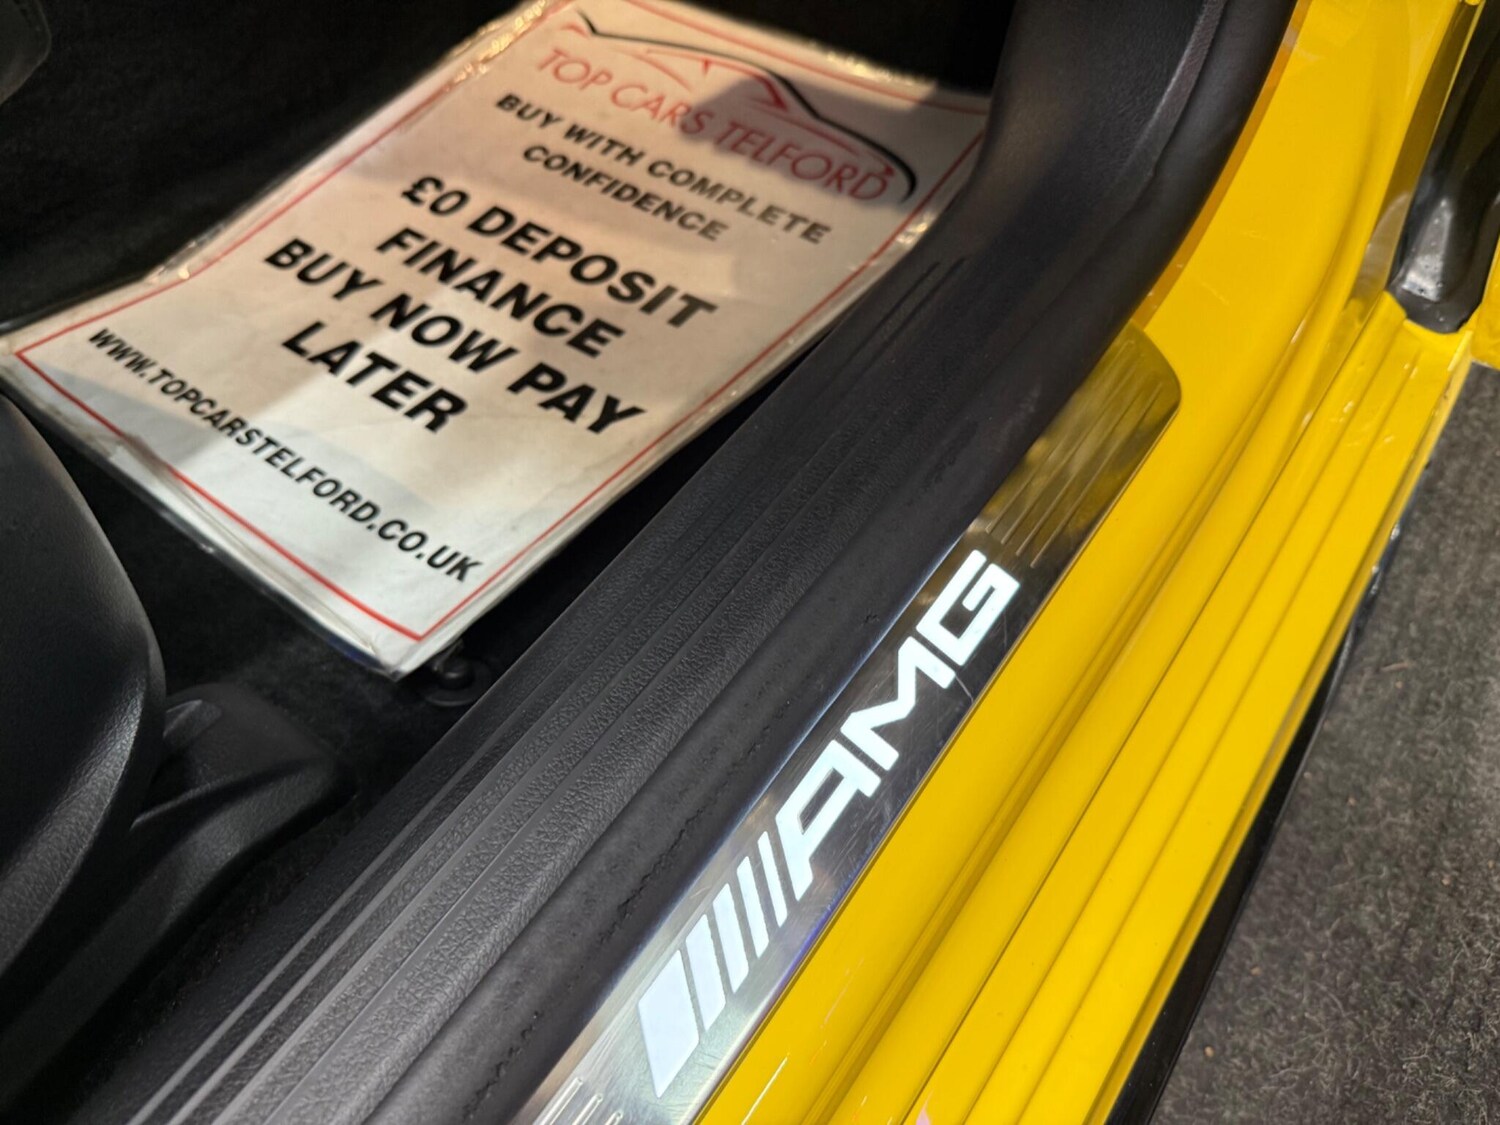 TOP CARS TELFORD
BUY WITH COMPLETE
CONFIDENCE
£0 DEPOSIT
FINANCE
BUY NOW PAY
LATER
WWW.TOPCARSTELFORD.CO.UK
AMG